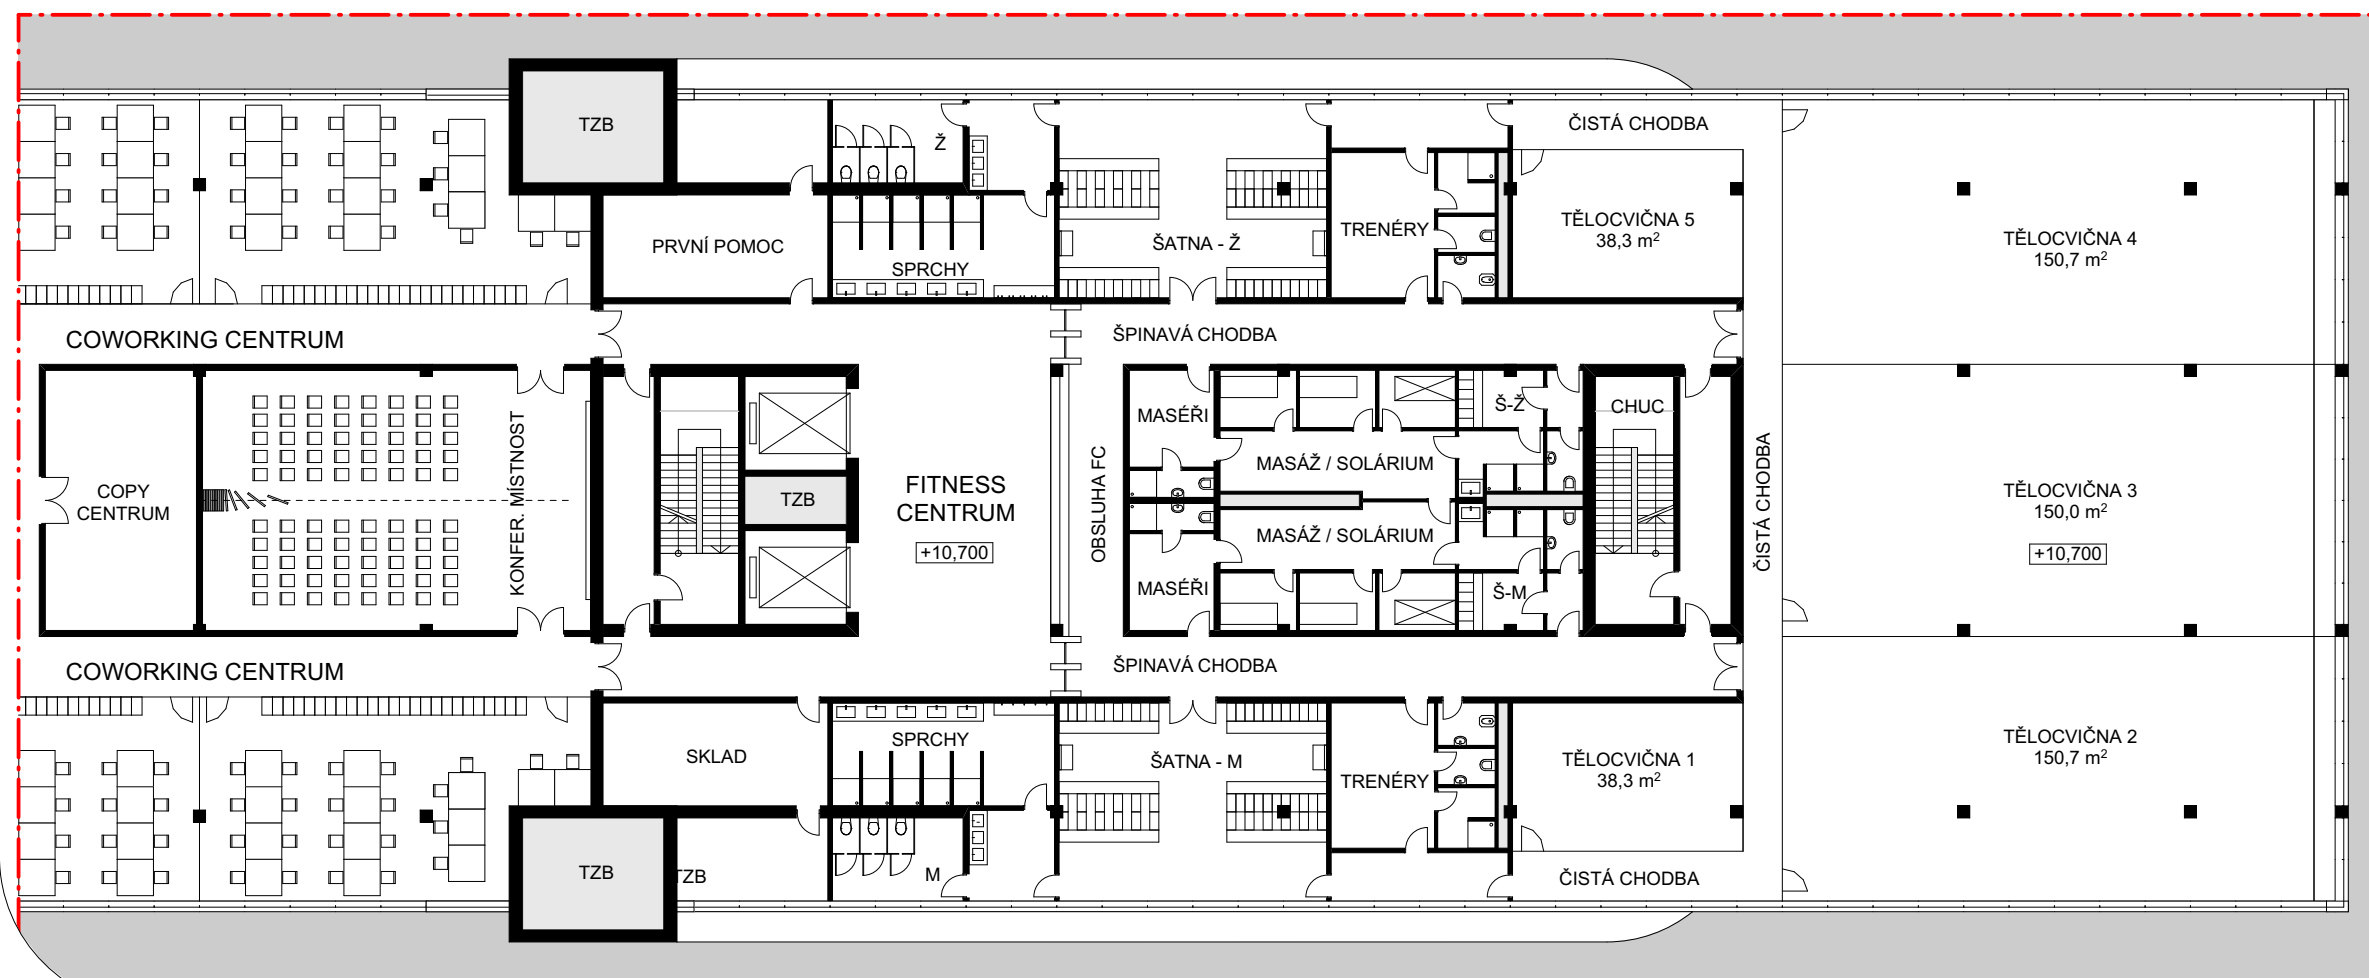 TZB
Ž
ČISTÁ CHODBA
PRVNÍ POMOC
SPRCHY
ŠATNA - Ž
TRENÉRY
TĚLOCVIČNA 5
38,3 m²
TĚLOCVIČNA 4
150,7 m²
COWORKING CENTRUM
ŠPINAVÁ CHODBA
COPY
CENTRUM
KONFER. MÍSTNOST
TZB
FITNESS
CENTRUM
+10,700
OBSLUHA FC
MASÉŘI
MASÁŽ / SOLÁRIUM
Š-Ž
CHUC
MASÁŽ / SOLÁRIUM
MASÉŘI
Š-M
ČISTÁ CHODBA
TĚLOCVIČNA 3
150,0 m²
+10,700
COWORKING CENTRUM
ŠPINAVÁ CHODBA
SKLAD
SPRCHY
ŠATNA - M
TRENÉRY
TĚLOCVIČNA 1
38,3 m²
TĚLOCVIČNA 2
150,7 m²
TZB
TZB
M
ČISTÁ CHODBA